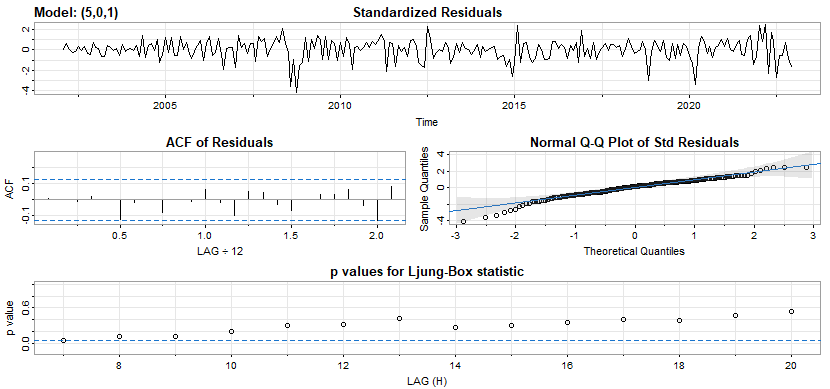 Model: (5,0,1)
Standardized Residuals
2
0
-2
-4
2005
2010
2015
2020
Time
ACF of Residuals
ACF
0.1
-0.1
0.5
1.0
1.5
2.0
LAG ÷ 12
Normal Q-Q Plot of Std Residuals
Sample Quantiles
4
2
0
-4
-3
-2
-1
0
1
2
3
Theoretical Quantiles
p values for Ljung-Box statistic
p value
0.6
0.0
8
10
12
14
16
18
20
LAG (H)